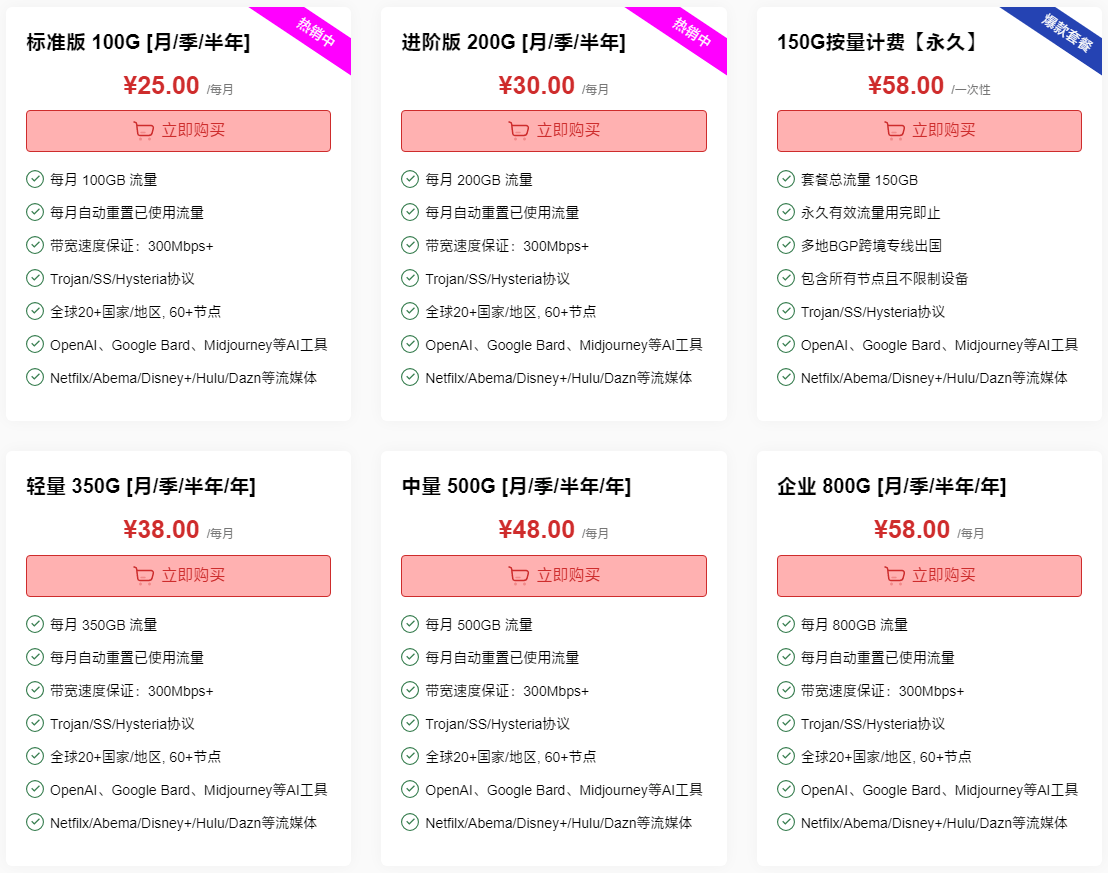 标准版 100G [月/季/半年]
热销中
¥25.00 /每月
立即购买
每月 100GB 流量
每月自动重置已使用流量
带宽速度保证：300Mbps+
Trojan/SS/Hysteria协议
全球20+国家/地区, 60+节点
OpenAI、Google Bard、Midjourney等AI工具
Netfilx/Abema/Disney+/Hulu/Dazn等流媒体
进阶版 200G [月/季/半年]
热销中
¥30.00 /每月
立即购买
每月 200GB 流量
每月自动重置已使用流量
带宽速度保证：300Mbps+
Trojan/SS/Hysteria协议
全球20+国家/地区, 60+节点
OpenAI、Google Bard、Midjourney等AI工具
Netfilx/Abema/Disney+/Hulu/Dazn等流媒体
150G按量计费【永久】
爆款套餐
¥58.00 /一次性
立即购买
套餐总流量 150GB
永久有效流量用完即止
多地BGP跨境专线出国
包含所有节点且不限制设备
Trojan/SS/Hysteria协议
OpenAI、Google Bard、Midjourney等AI工具
Netfilx/Abema/Disney+/Hulu/Dazn等流媒体
轻量 350G [月/季/半年/年]
¥38.00 /每月
立即购买
每月 350GB 流量
每月自动重置已使用流量
带宽速度保证：300Mbps+
Trojan/SS/Hysteria协议
全球20+国家/地区, 60+节点
OpenAI、Google Bard、Midjourney等AI工具
Netfilx/Abema/Disney+/Hulu/Dazn等流媒体
中量 500G [月/季/半年/年]
¥48.00 /每月
立即购买
每月 500GB 流量
每月自动重置已使用流量
带宽速度保证：300Mbps+
Trojan/SS/Hysteria协议
全球20+国家/地区, 60+节点
OpenAI、Google Bard、Midjourney等AI工具
Netfilx/Abema/Disney+/Hulu/Dazn等流媒体
企业 800G [月/季/半年/年]
¥58.00 /每月
立即购买
每月 800GB 流量
每月自动重置已使用流量
带宽速度保证：300Mbps+
Trojan/SS/Hysteria协议
全球20+国家/地区, 60+节点
OpenAI、Google Bard、Midjourney等AI工具
Netfilx/Abema/Disney+/Hulu/Dazn等流媒体